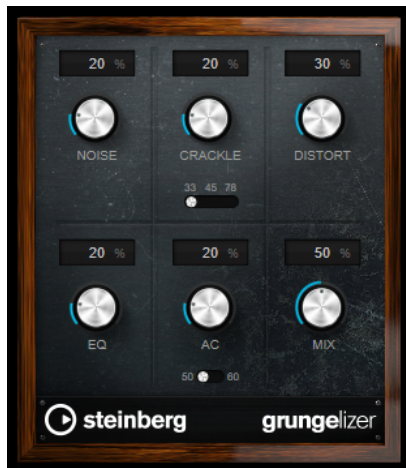 20 % 20 % 30 %
NOISE CRACKLE DISTORT
33 45 78
20 % 20 % 50 %
EQ AC MIX
50 60
steinberg grungelizer